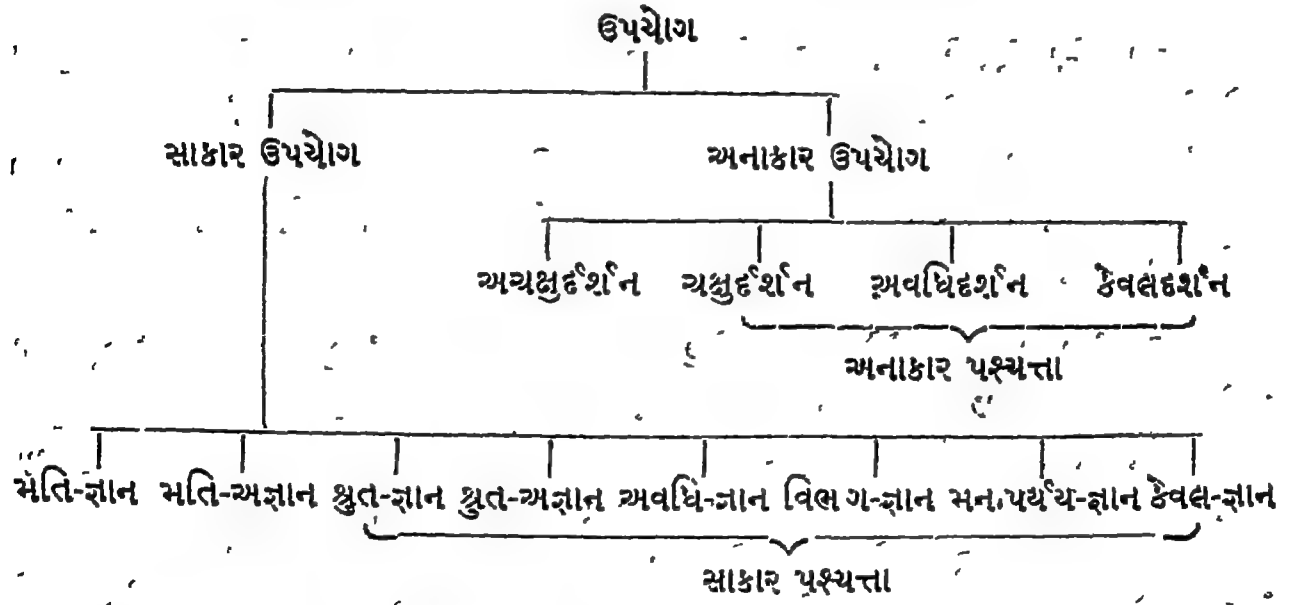 ઉપયોગ
સાકાર ઉપયોગ અનાકાર ઉપયોગ
અચક્ષુર્દર્શન ચક્ષુર્દર્શન અવધિદર્શન કેવલદર્શન
અનાકાર પશ્યત્તા
મતિ-જ્ઞાન મતિ-અજ્ઞાન શ્રુત-જ્ઞાન શ્રુત-અજ્ઞાન અવધિ-જ્ઞાન વિભગ-જ્ઞાન મન.પર્યય-જ્ઞાન કેવલ-જ્ઞાન
સાકાર પશ્યત્તા